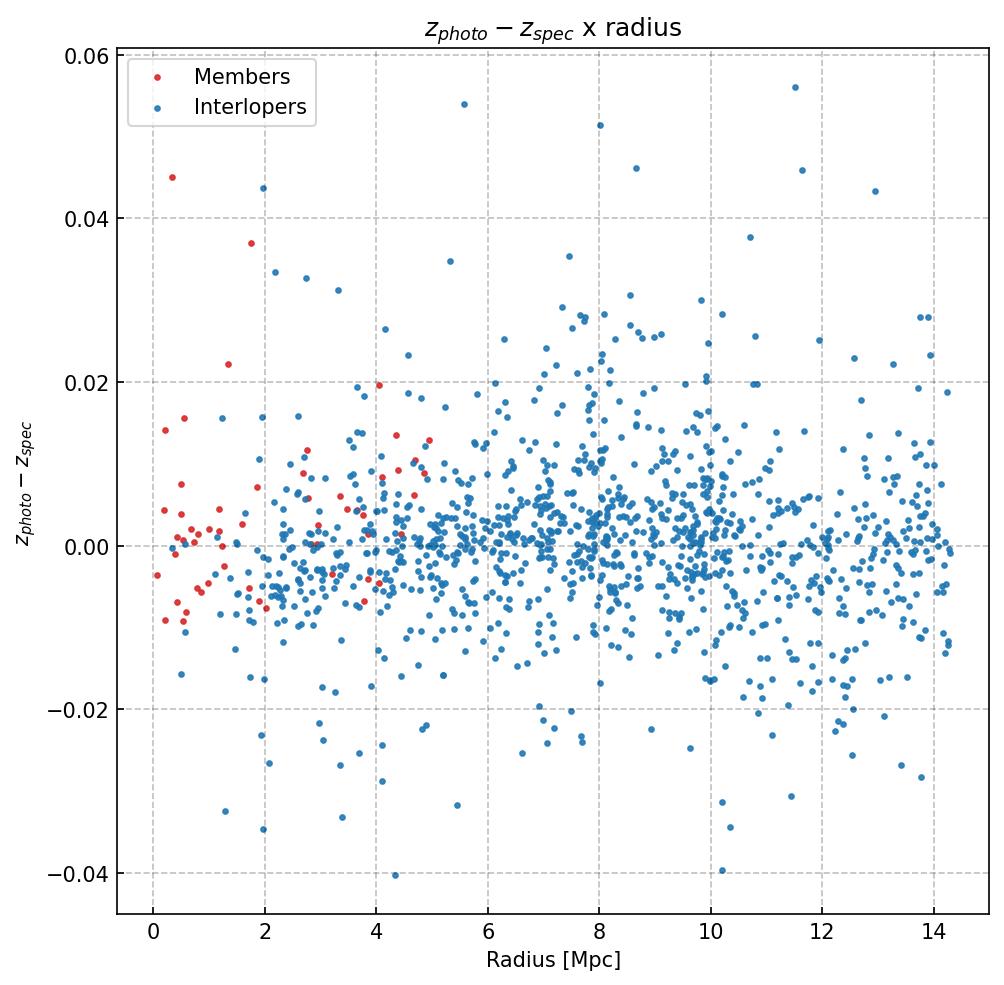 z_photo − z_spec x radius
Members
Interlopers
z_photo − z_spec
0.06
0.04
0.02
0.00
−0.02
−0.04
0 2 4 6 8 10 12 14
Radius [Mpc]